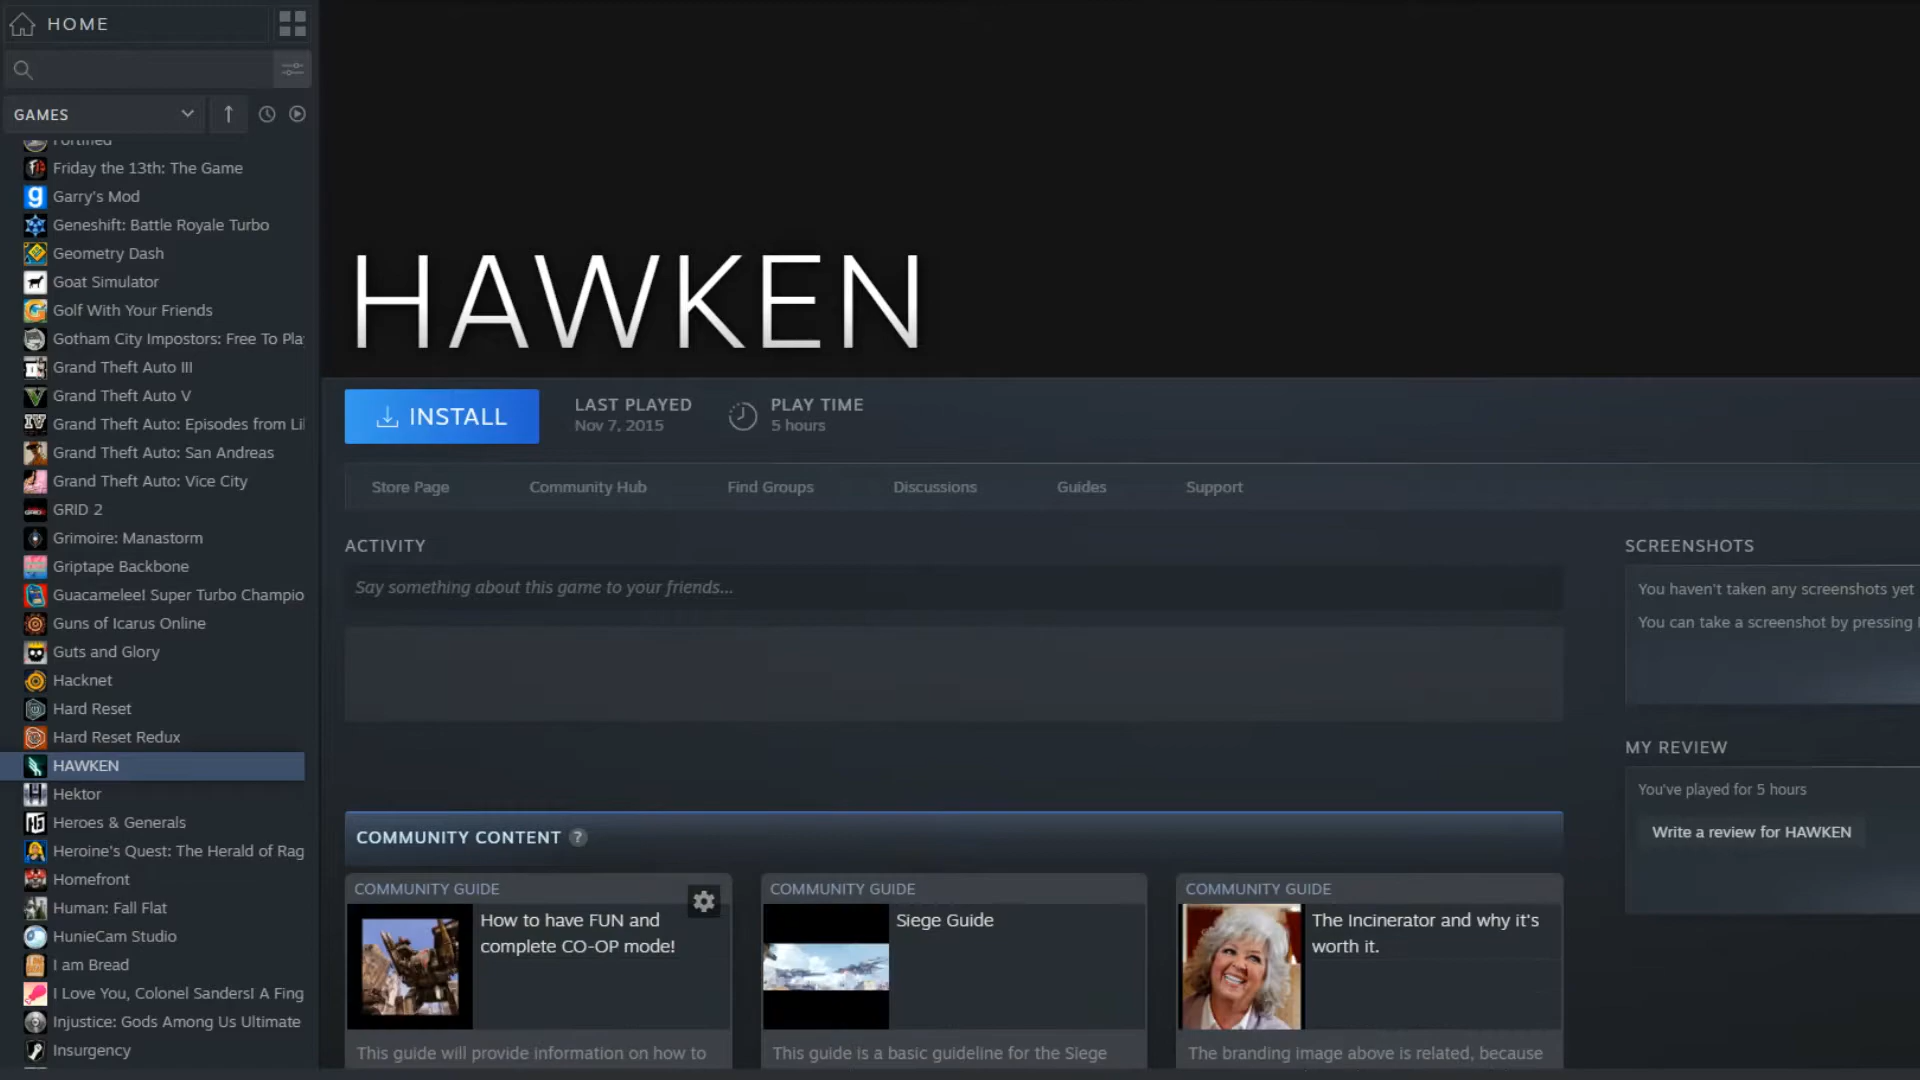 HOME
GAMES
Fortified
Friday the 13th: The Game
Garry's Mod
Geneshift: Battle Royale Turbo
Geometry Dash
Goat Simulator
Golf With Your Friends
Gotham City Impostors: Free To Pla
Grand Theft Auto III
Grand Theft Auto V
Grand Theft Auto: Episodes from Li
Grand Theft Auto: San Andreas
Grand Theft Auto: Vice City
GRID 2
Grimoire: Manastorm
Griptape Backbone
Guacamelee! Super Turbo Champio
Guns of Icarus Online
Guts and Glory
Hacknet
Hard Reset
Hard Reset Redux
HAWKEN
Hektor
Heroes & Generals
Heroine's Quest: The Herald of Rag
Homefront
Human: Fall Flat
HunieCam Studio
I am Bread
I Love You, Colonel Sanders! A Fing
Injustice: Gods Among Us Ultimate
Insurgency
HAWKEN
INSTALL
LAST PLAYED
Nov 7, 2015
PLAY TIME
5 hours
Store Page
Community Hub
Find Groups
Discussions
Guides
Support
ACTIVITY
Say something about this game to your friends...
COMMUNITY CONTENT ?
COMMUNITY GUIDE
How to have FUN and
complete CO-OP mode!
This guide will provide information on how to
COMMUNITY GUIDE
Siege Guide
This guide is a basic guideline for the Siege
COMMUNITY GUIDE
The Incinerator and why it's
worth it.
The branding image above is related, because
SCREENSHOTS
You haven't taken any screenshots yet
You can take a screenshot by pressing
MY REVIEW
You've played for 5 hours
Write a review for HAWKEN